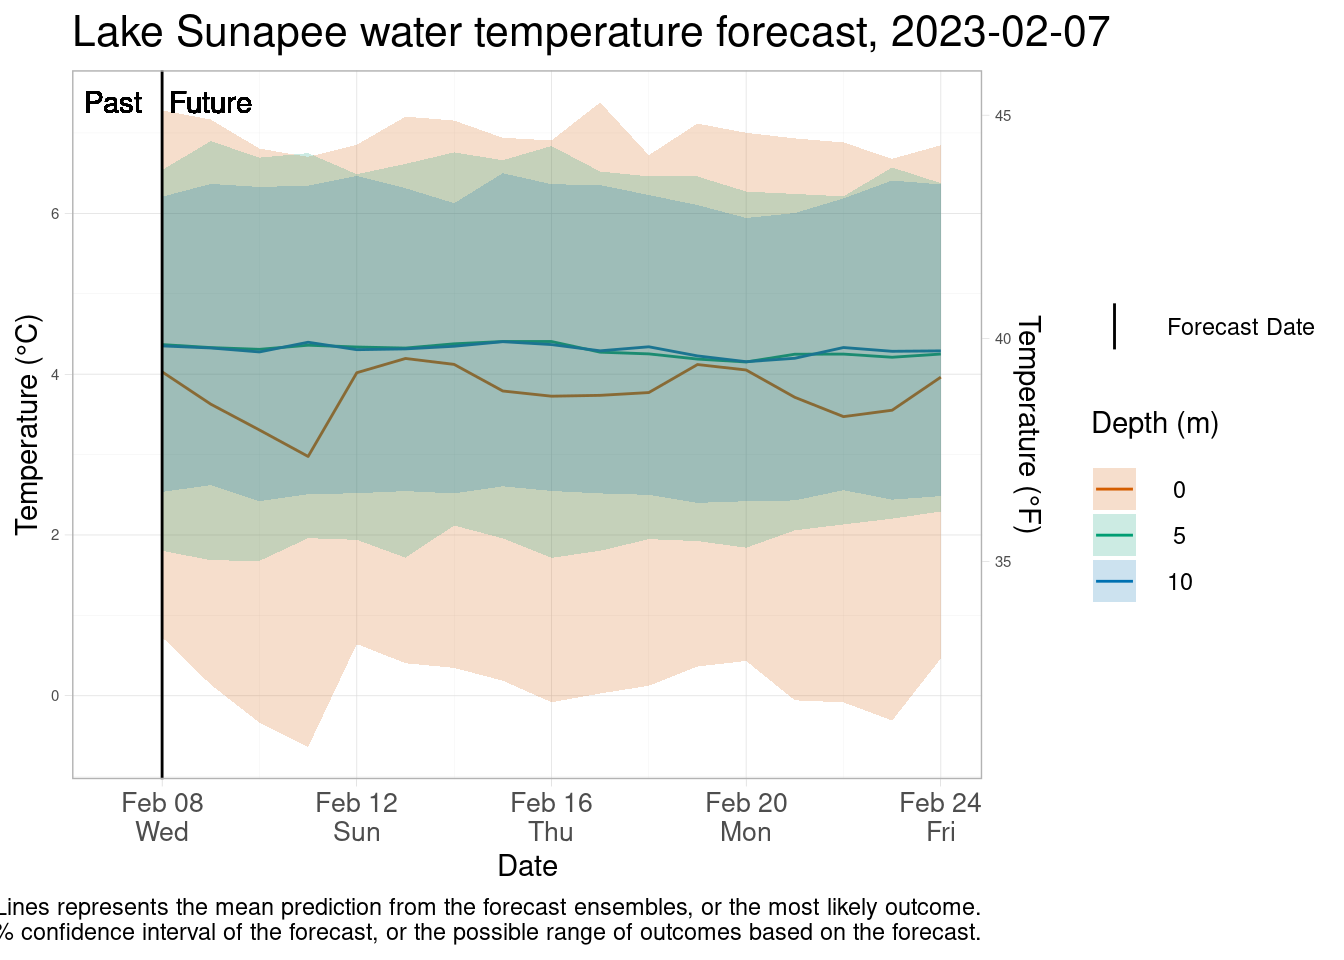 Lake Sunapee water temperature forecast, 2023-02-07
Past
Future
Temperature (°C)
6
4
2
0
45
40
35
Temperature (°F)
Feb 08
Wed
Feb 12
Sun
Feb 16
Thu
Feb 20
Mon
Feb 24
Fri
Date
Forecast Date
Depth (m)
0
5
10
Lines represents the mean prediction from the forecast ensembles, or the most likely outcome.
% confidence interval of the forecast, or the possible range of outcomes based on the forecast.